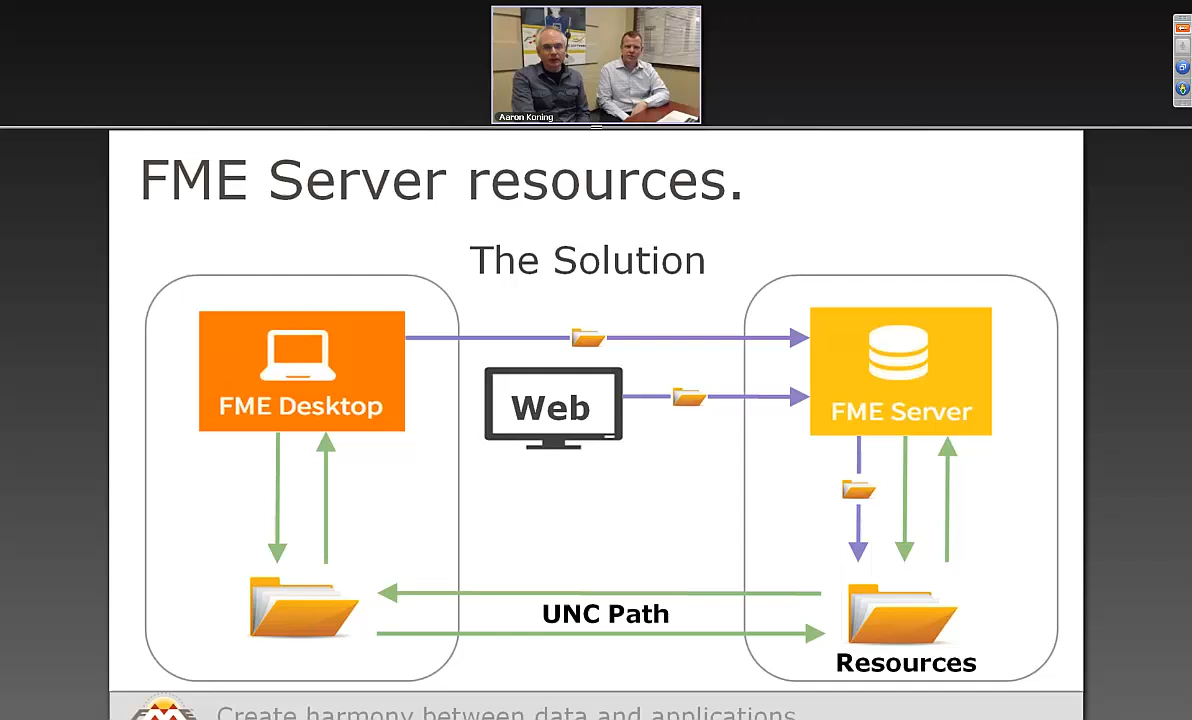 Aaron Koning
FME Server resources.
The Solution
FME Desktop
Web
FME Server
UNC Path
Resources
FME
Create harmony between data and applications